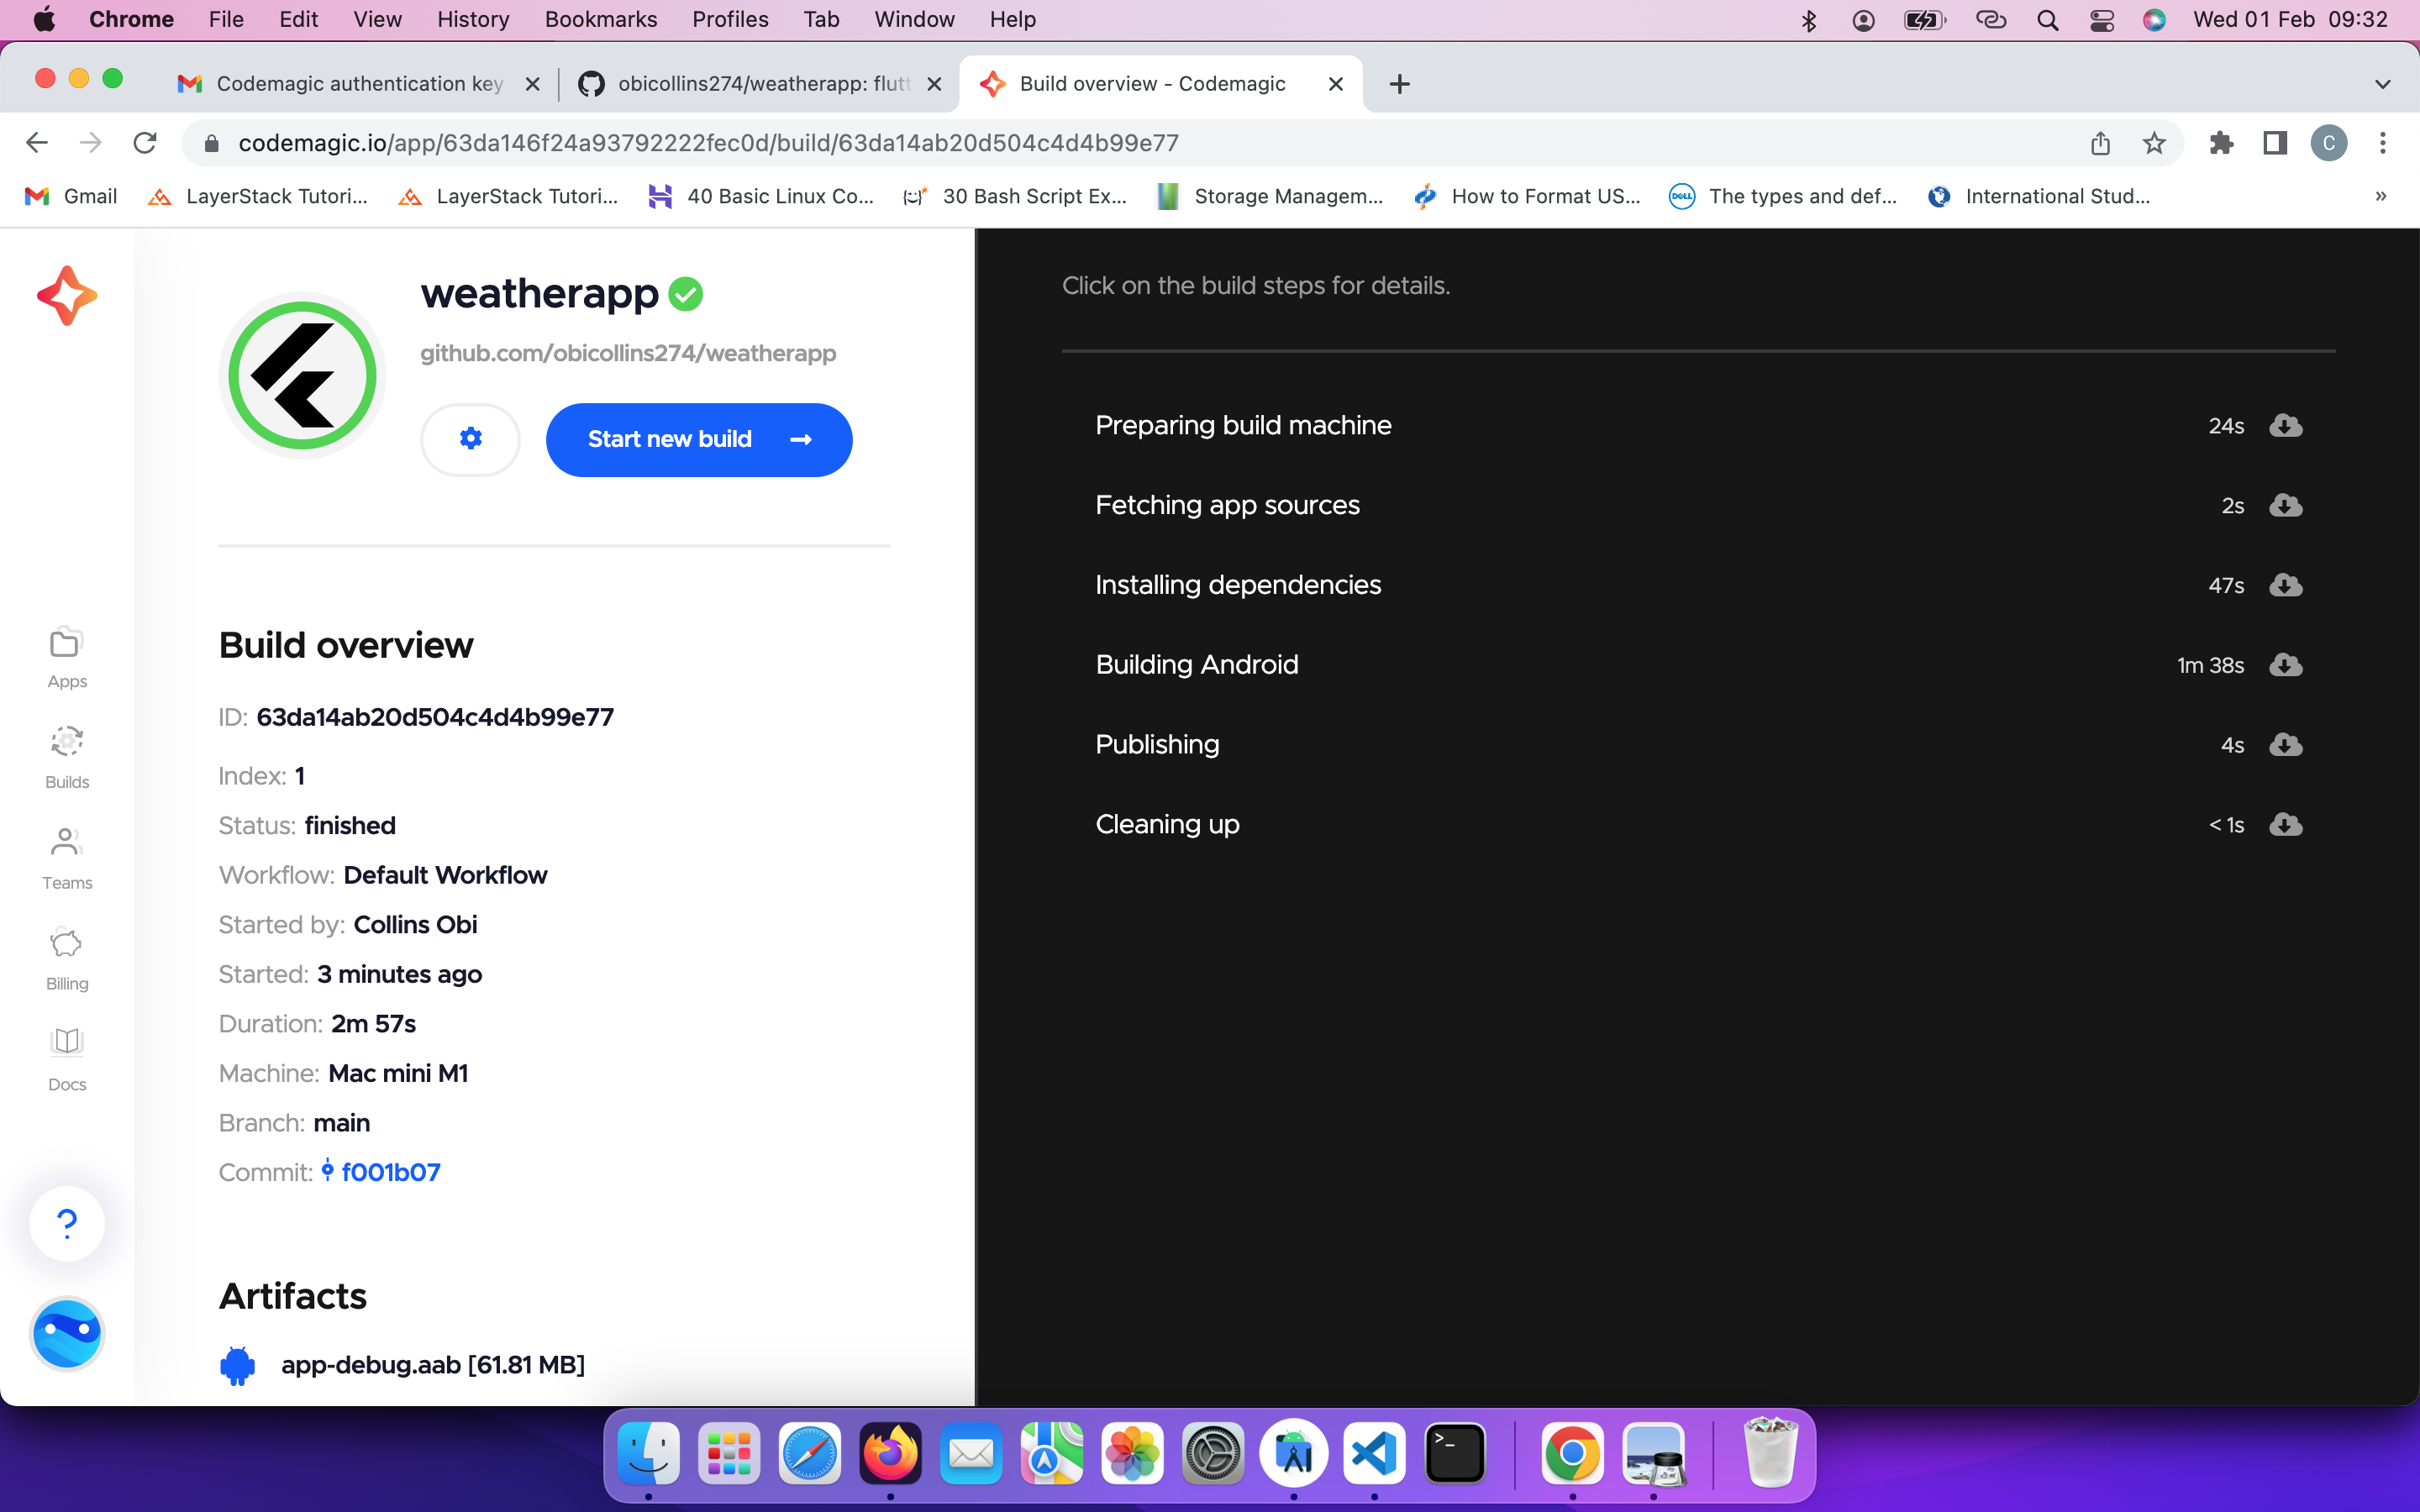 Chrome File Edit View History Bookmarks Profiles Tab Window Help Wed 01 Feb 09:32
Codemagic authentication key obicollins274/weatherapp: flutt Build overview - Codemagic
codemagic.io/app/63da146f24a93792222fec0d/build/63da14ab20d504c4d4b99e77 C
Gmail LayerStack Tutori... LayerStack Tutori... 40 Basic Linux Co... 30 Bash Script Ex... Storage Managem... How to Format US... DELL The types and def... International Stud... »
weatherapp
github.com/obicollins274/weatherapp
Start new build
Build overview
ID: 63da14ab20d504c4d4b99e77
Index: 1
Status: finished
Workflow: Default Workflow
Started by: Collins Obi
Started: 3 minutes ago
Duration: 2m 57s
Machine: Mac mini M1
Branch: main
Commit: f001b07
Artifacts
app-debug.aab [61.81 MB]
Apps
Builds
Teams
Billing
Docs
?
Click on the build steps for details.
Preparing build machine 24s
Fetching app sources 2s
Installing dependencies 47s
Building Android 1m 38s
Publishing 4s
Cleaning up < 1s